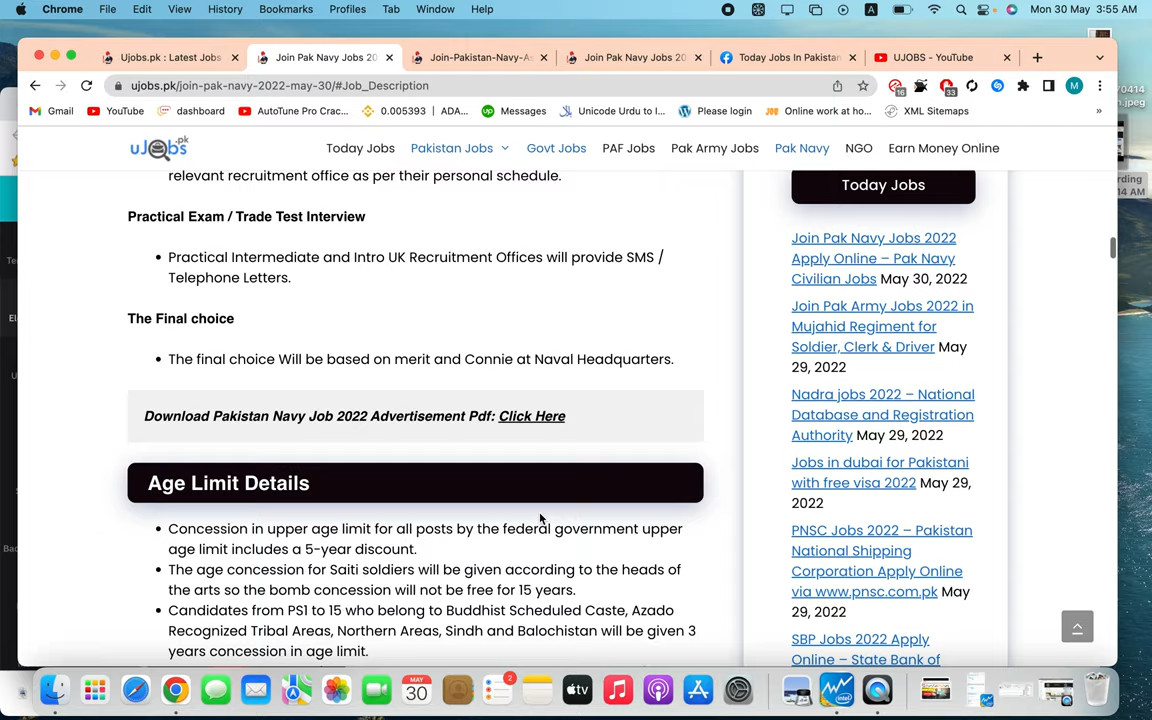 Chrome File Edit View History Bookmarks Profiles Tab Window Help
A
Mon 30 May 3:55 AM
Ujobs.pk : Latest Jobs
Join Pak Navy Jobs 20
Join-Pakistan-Navy-A
Join Pak Navy Jobs 20
Today Jobs In Pakistan
UJOBS - YouTube
ujobs.pk/join-pak-navy-2022-may-30/#Job_Description
16
33
M
Gmail
YouTube
dashboard
AutoTune Pro Crac...
0.005393 | ADA...
Messages
Unicode Urdu to I...
Please login
Online work at ho...
XML Sitemaps
»
uJobs.pk
Today Jobs
Pakistan Jobs
Govt Jobs
PAF Jobs
Pak Army Jobs
Pak Navy
NGO
Earn Money Online
relevant recruitment office as per their personal schedule.
Practical Exam / Trade Test Interview
• Practical Intermediate and Intro UK Recruitment Offices will provide SMS /
Telephone Letters.
The Final choice
• The final choice Will be based on merit and Connie at Naval Headquarters.
Download Pakistan Navy Job 2022 Advertisement Pdf: Click Here
Age Limit Details
• Concession in upper age limit for all posts by the federal government upper
age limit includes a 5-year discount.
• The age concession for Saiti soldiers will be given according to the heads of
the arts so the bomb concession will not be free for 15 years.
• Candidates from PS1 to 15 who belong to Buddhist Scheduled Caste, Azado
Recognized Tribal Areas, Northern Areas, Sindh and Balochistan will be given 3
years concession in age limit.
Today Jobs
Join Pak Navy Jobs 2022
Apply Online – Pak Navy
Civilian Jobs May 30, 2022
Join Pak Army Jobs 2022 in
Mujahid Regiment for
Soldier, Clerk & Driver May
29, 2022
Nadra jobs 2022 – National
Database and Registration
Authority May 29, 2022
Jobs in dubai for Pakistani
with free visa 2022 May 29,
2022
PNSC Jobs 2022 – Pakistan
National Shipping
Corporation Apply Online
via www.pnsc.com.pk May
29, 2022
SBP Jobs 2022 Apply
Online – State Bank of
MAY
30
2
tv